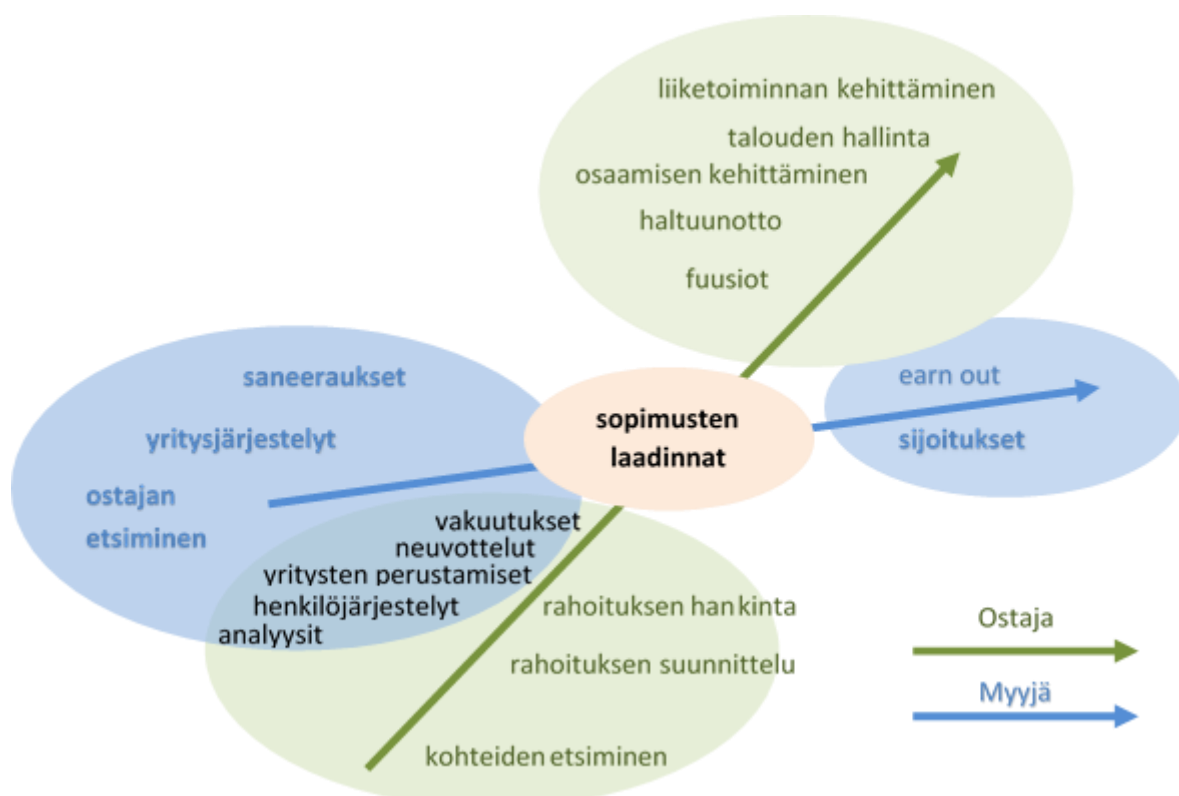 liiketoiminnan kehittäminen
talouden hallinta
osaamisen kehittäminen
haltuunotto
fuusiot
saneeraukset
yritysjärjestelyt
ostajan
etsiminen
sopimusten
laadinnat
earn out
sijoitukset
vakuutukset
neuvottelut
yritysten perustamiset
henkilöjärjestelyt
analyysit
rahoituksen hankinta
rahoituksen suunnittelu
kohteiden etsiminen
Ostaja
Myyjä